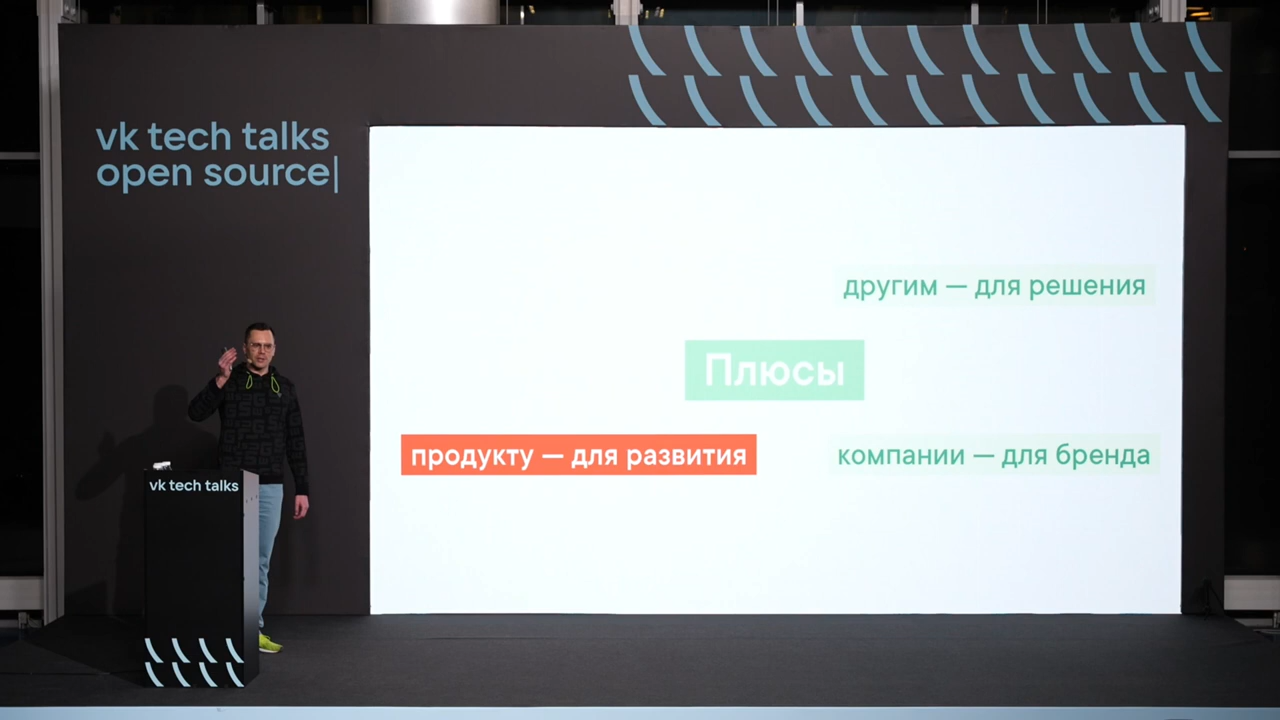 vk tech talks
open source|
другим — для решения
Плюсы
продукту — для развития
компании — для бренда
vk tech talks